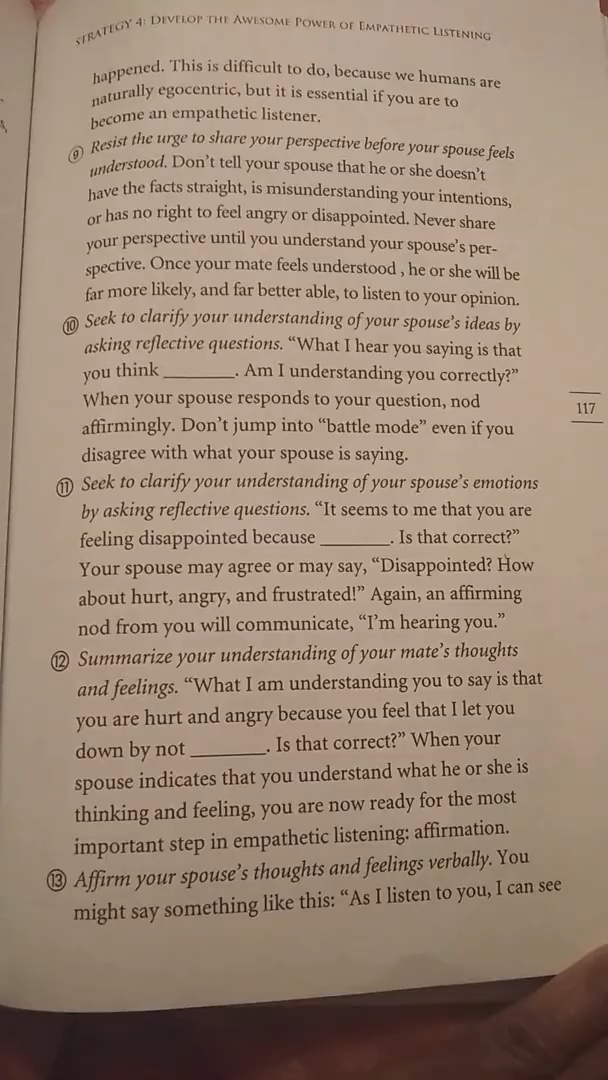 STRATEGY 4: DEVELOP THE AWESOME POWER OF EMPATHETIC LISTENING
happened. This is difficult to do, because we humans are
naturally egocentric, but it is essential if you are to
become an empathetic listener.
⑨ Resist the urge to share your perspective before your spouse feels
understood. Don't tell your spouse that he or she doesn't
have the facts straight, is misunderstanding your intentions,
or has no right to feel angry or disappointed. Never share
your perspective until you understand your spouse's per-
spective. Once your mate feels understood , he or she will be
far more likely, and far better able, to listen to your opinion.
⑩ Seek to clarify your understanding of your spouse's ideas by
asking reflective questions. “What I hear you saying is that
you think ________. Am I understanding you correctly?”
When your spouse responds to your question, nod
affirmingly. Don't jump into “battle mode” even if you
disagree with what your spouse is saying.
117
⑪ Seek to clarify your understanding of your spouse's emotions
by asking reflective questions. “It seems to me that you are
feeling disappointed because ________. Is that correct?”
Your spouse may agree or may say, “Disappointed? How
about hurt, angry, and frustrated!” Again, an affirming
nod from you will communicate, “I'm hearing you.”
⑫ Summarize your understanding of your mate's thoughts
and feelings. “What I am understanding you to say is that
you are hurt and angry because you feel that I let you
down by not ________. Is that correct?” When your
spouse indicates that you understand what he or she is
thinking and feeling, you are now ready for the most
important step in empathetic listening: affirmation.
⑬ Affirm your spouse's thoughts and feelings verbally. You
might say something like this: “As I listen to you, I can see